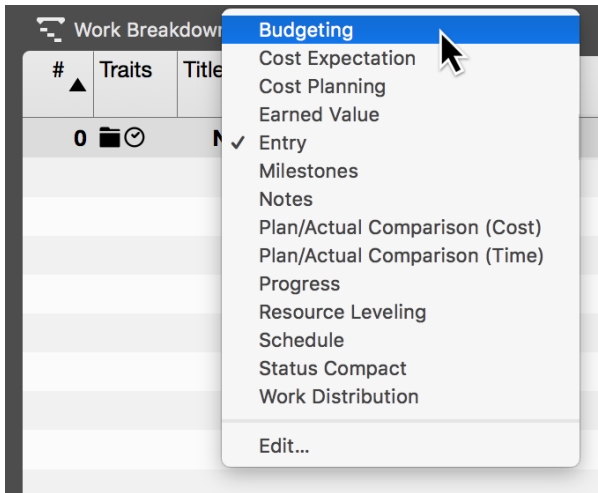 Work Breakdow
# Traits Title
0
Budgeting
Cost Expectation
Cost Planning
Earned Value
✓ Entry
Milestones
Notes
Plan/Actual Comparison (Cost)
Plan/Actual Comparison (Time)
Progress
Resource Leveling
Schedule
Status Compact
Work Distribution
Edit...